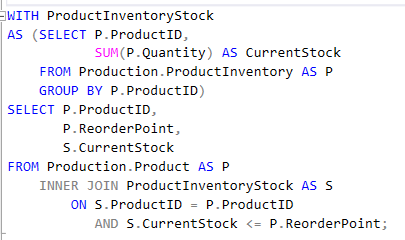 WITH ProductInventoryStock
AS (SELECT P.ProductID,
SUM(P.Quantity) AS CurrentStock
FROM Production.ProductInventory AS P
GROUP BY P.ProductID)
SELECT P.ProductID,
P.ReorderPoint,
S.CurrentStock
FROM Production.Product AS P
INNER JOIN ProductInventoryStock AS S
ON S.ProductID = P.ProductID
AND S.CurrentStock <= P.ReorderPoint;